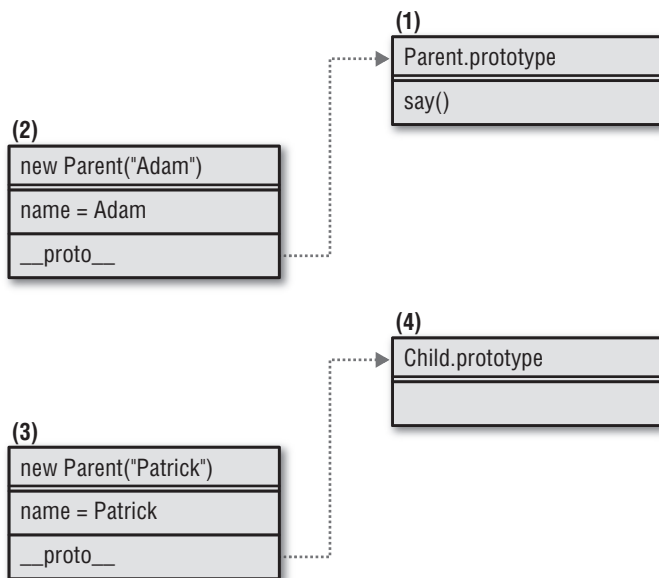 (1)
Parent.prototype
say()
(2)
new Parent("Adam")
name = Adam
__proto__
(4)
Child.prototype
(3)
new Parent("Patrick")
name = Patrick
__proto__